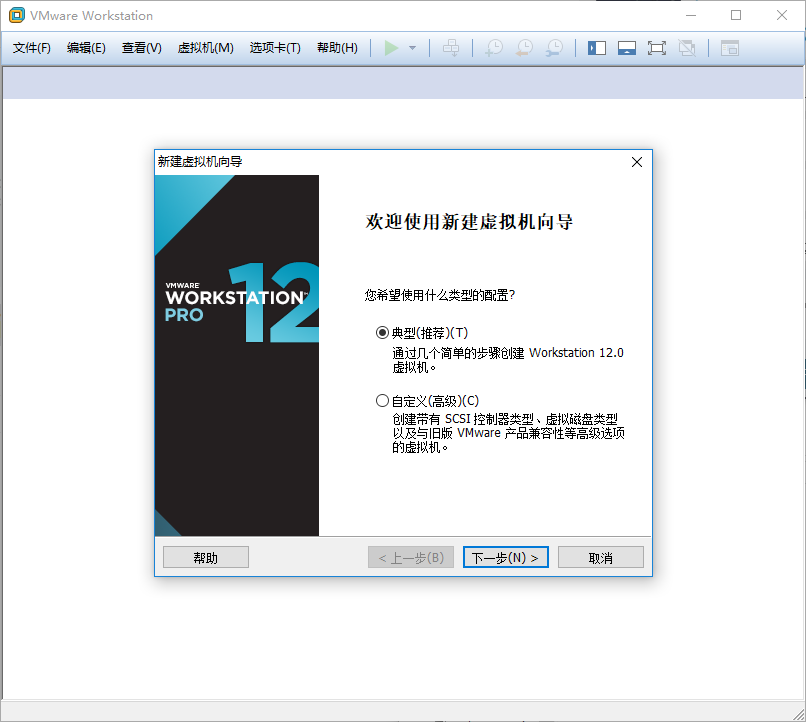 VMware Workstation
文件(F) 编辑(E) 查看(V) 虚拟机(M) 选项卡(T) 帮助(H)
新建虚拟机向导
VMWARE
WORKSTATION™
PRO
12
欢迎使用新建虚拟机向导
您希望使用什么类型的配置?
典型(推荐)(T)
通过几个简单的步骤创建 Workstation 12.0
虚拟机。
自定义(高级)(C)
创建带有 SCSI 控制器类型、虚拟磁盘类型
以及与旧版 VMware 产品兼容性等高级选项
的虚拟机。
帮助 < 上一步(B) 下一步(N) > 取消